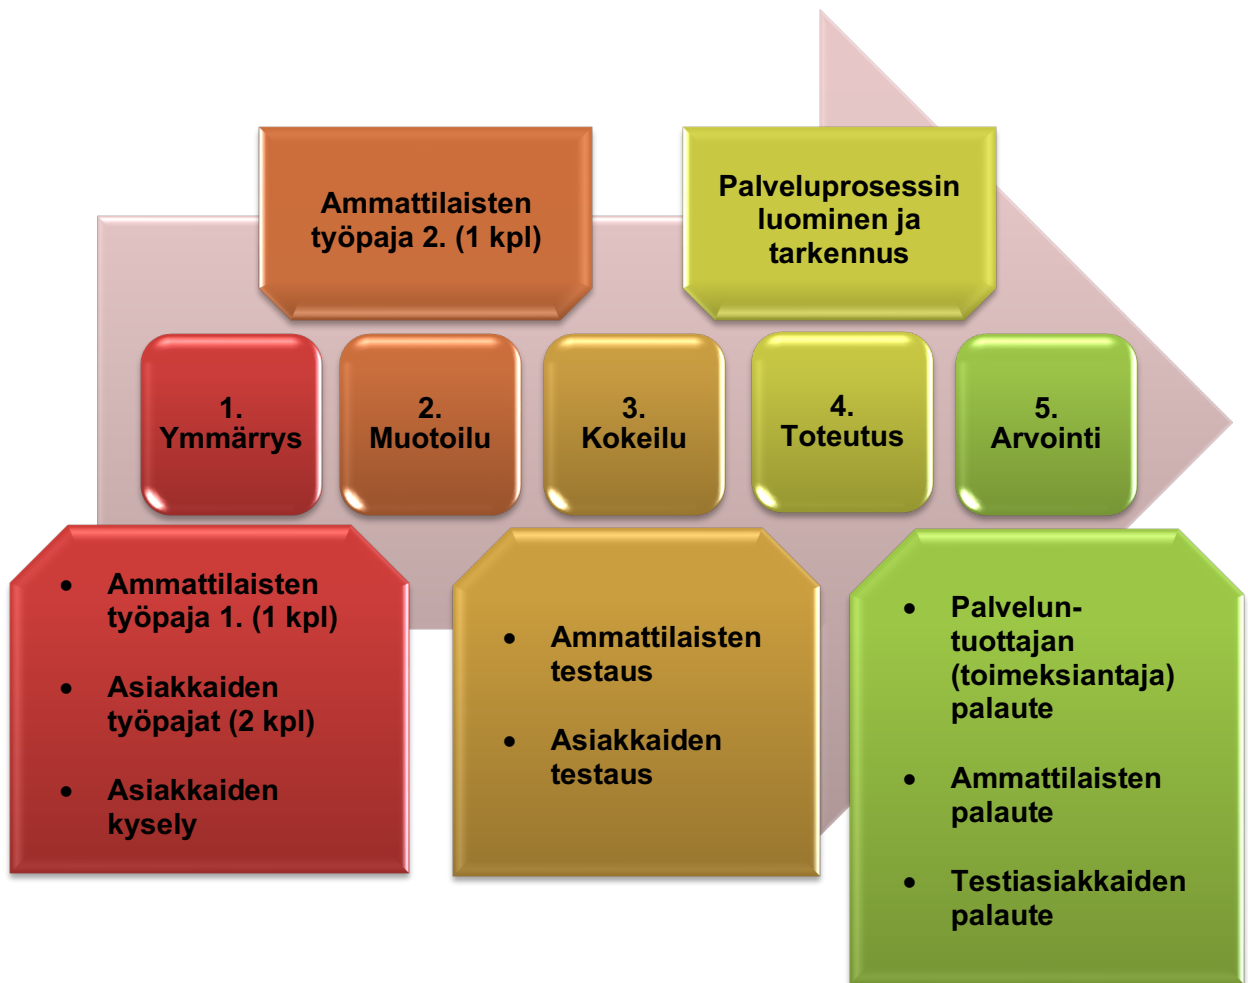 Ammattilaisten
työpaja 2. (1 kpl)
Palveluprosessin
luominen ja
tarkennus
1.
Ymmärrys
2.
Muotoilu
3.
Kokeilu
4.
Toteutus
5.
Arvointi
• Ammattilaisten
työpaja 1. (1 kpl)
• Asiakkaiden
työpajat (2 kpl)
• Asiakkaiden
kysely
• Ammattilaisten
testaus
• Asiakkaiden
testaus
• Palvelun-
tuottajan
(toimeksiantaja)
palaute
• Ammattilaisten
palaute
• Testiasiakkaiden
palaute